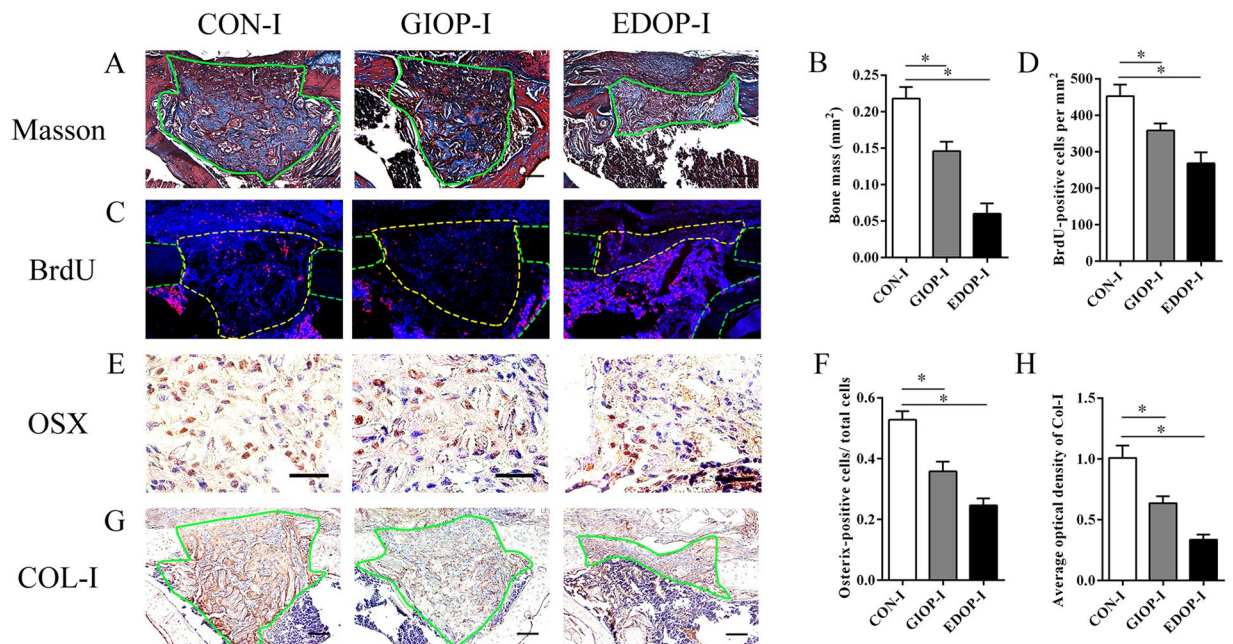 CON-I GIOP-I EDOP-I
A
Masson
C
BrdU
E
OSX
G
COL-I
B
Bone mass (mm²)
0.25
0.20
0.15
0.10
0.05
0.00
* *
CON-I
GIOP-I
EDOP-I
D
BrdU-positive cells per mm²
500
400
300
200
100
0
* *
CON-I
GIOP-I
EDOP-I
F
Osterix-positive cells/ total cells
0.8
0.6
0.4
0.2
0.0
* *
CON-I
GIOP-I
EDOP-I
H
Average optical density of Col-I
1.5
1.0
0.5
0.0
* *
CON-I
GIOP-I
EDOP-I